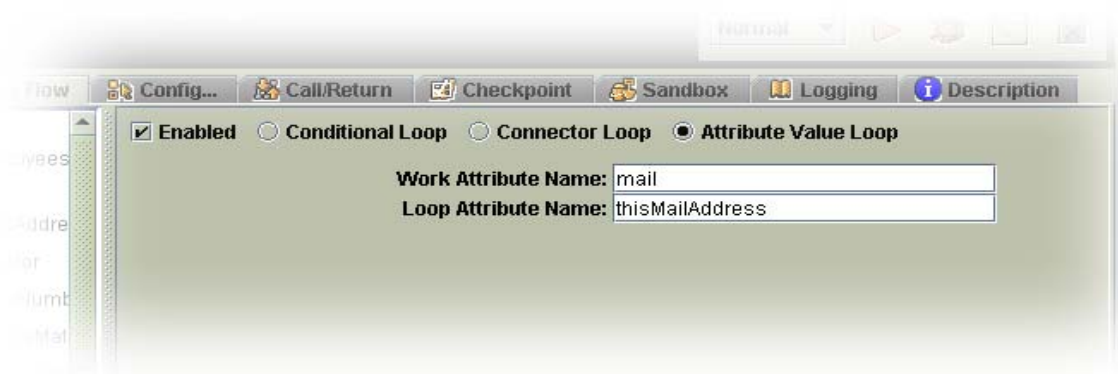 Normal
Flow Config... Call/Return Checkpoint Sandbox Logging Description
Enabled Conditional Loop Connector Loop Attribute Value Loop
Work Attribute Name: mail
Loop Attribute Name: thisMailAddress